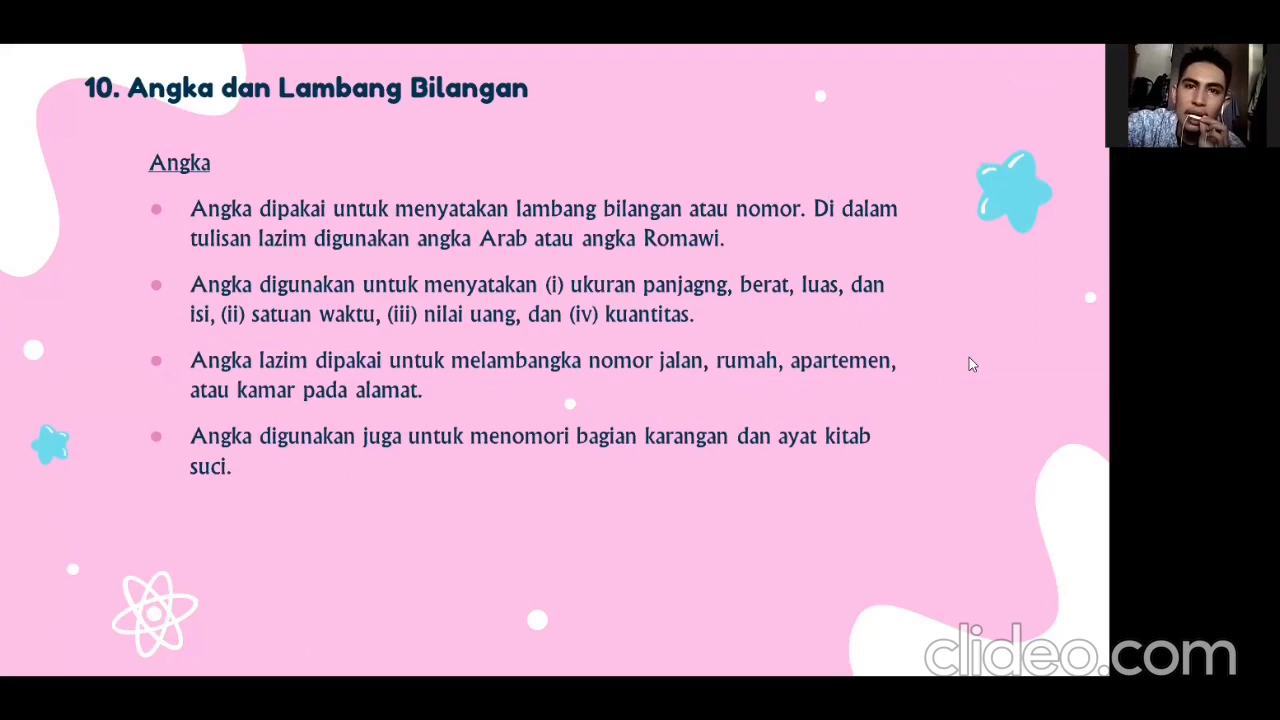 10. Angka dan Lambang Bilangan
Angka
Angka dipakai untuk menyatakan lambang bilangan atau nomor. Di dalam
tulisan lazim digunakan angka Arab atau angka Romawi.
Angka digunakan untuk menyatakan (i) ukuran panjagng, berat, luas, dan
isi, (ii) satuan waktu, (iii) nilai uang, dan (iv) kuantitas.
Angka lazim dipakai untuk melambangka nomor jalan, rumah, apartemen,
atau kamar pada alamat.
Angka digunakan juga untuk menomori bagian karangan dan ayat kitab
suci.
clideo.com